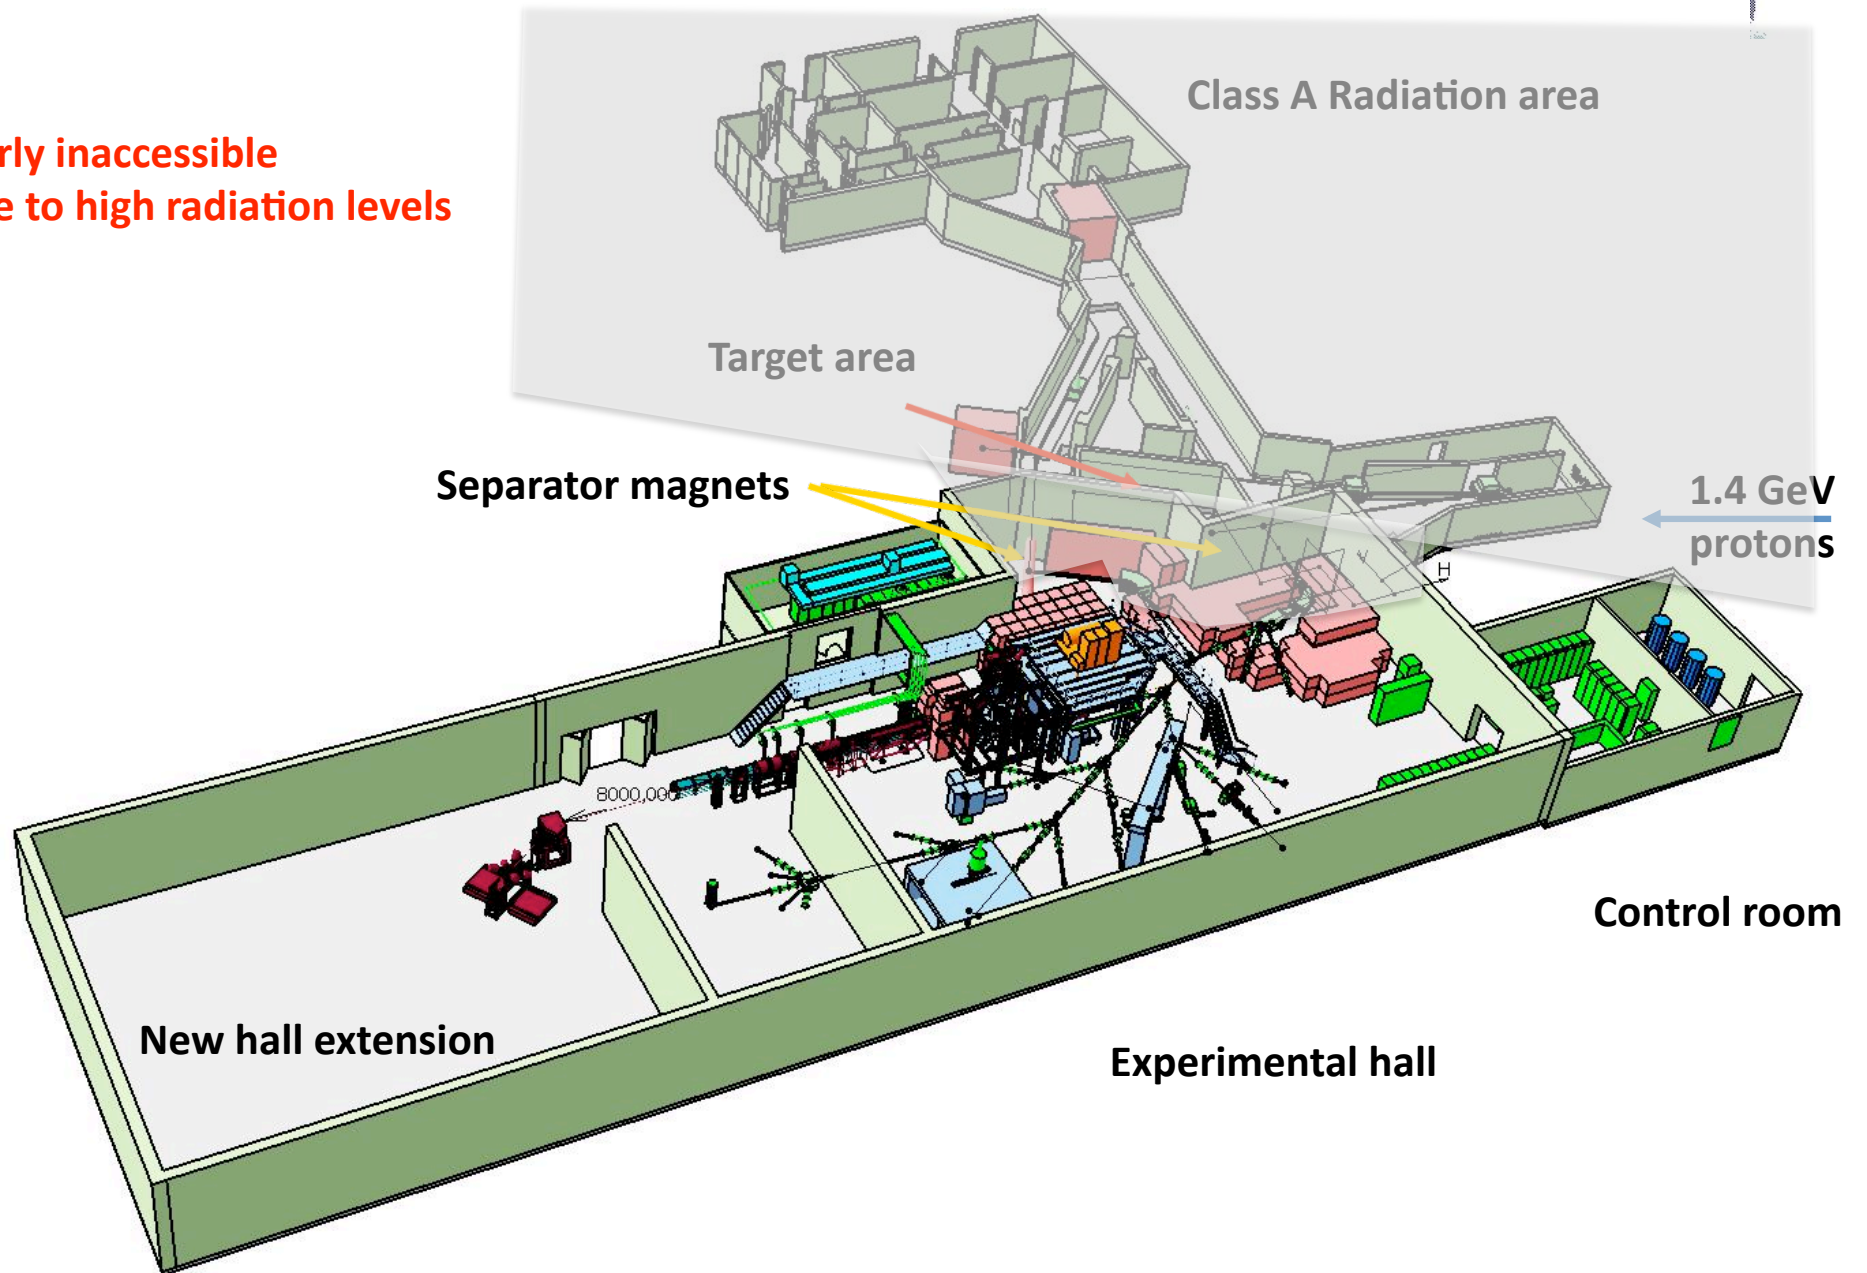 Class A Radiation area
rly inaccessible
e to high radiation levels
Target area
Separator magnets
1.4 GeV
protons
H
8000,000
Control room
New hall extension
Experimental hall